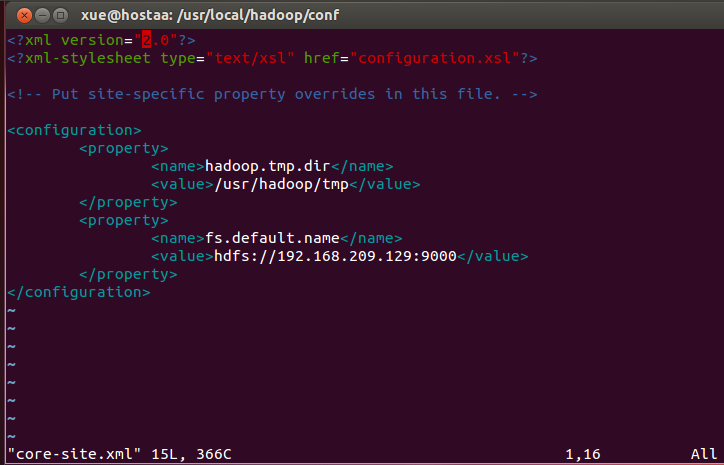 xue@hostaa: /usr/local/hadoop/conf
<?xml version="2.0"?>
<?xml-stylesheet type="text/xsl" href="configuration.xsl"?>
<!-- Put site-specific property overrides in this file. -->
<configuration>
<property>
<name>hadoop.tmp.dir</name>
<value>/usr/hadoop/tmp</value>
</property>
<property>
<name>fs.default.name</name>
<value>hdfs://192.168.209.129:9000</value>
</property>
</configuration>
~
~
~
~
~
~
~
~
"core-site.xml" 15L, 366C 1,16 All